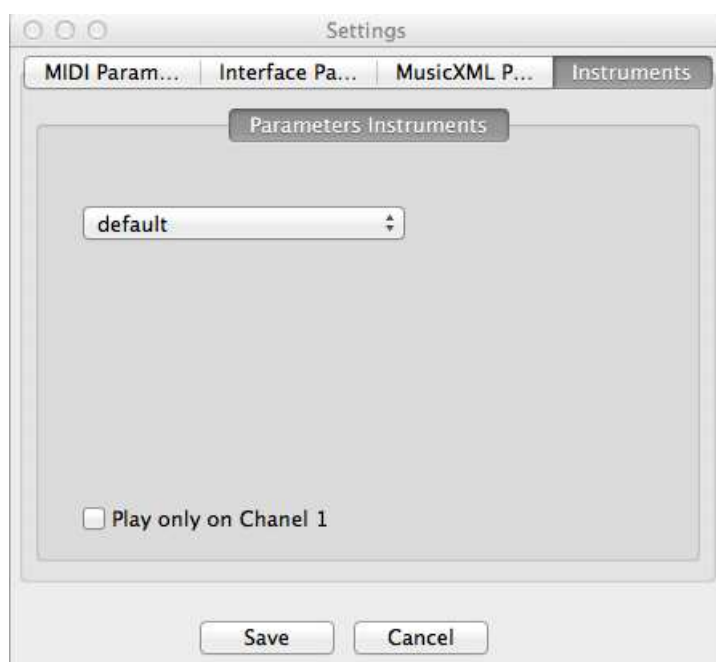 Settings
MIDI Param... Interface Pa... MusicXML P... Instruments
Parameters Instruments
default
Play only on Chanel 1
Save Cancel